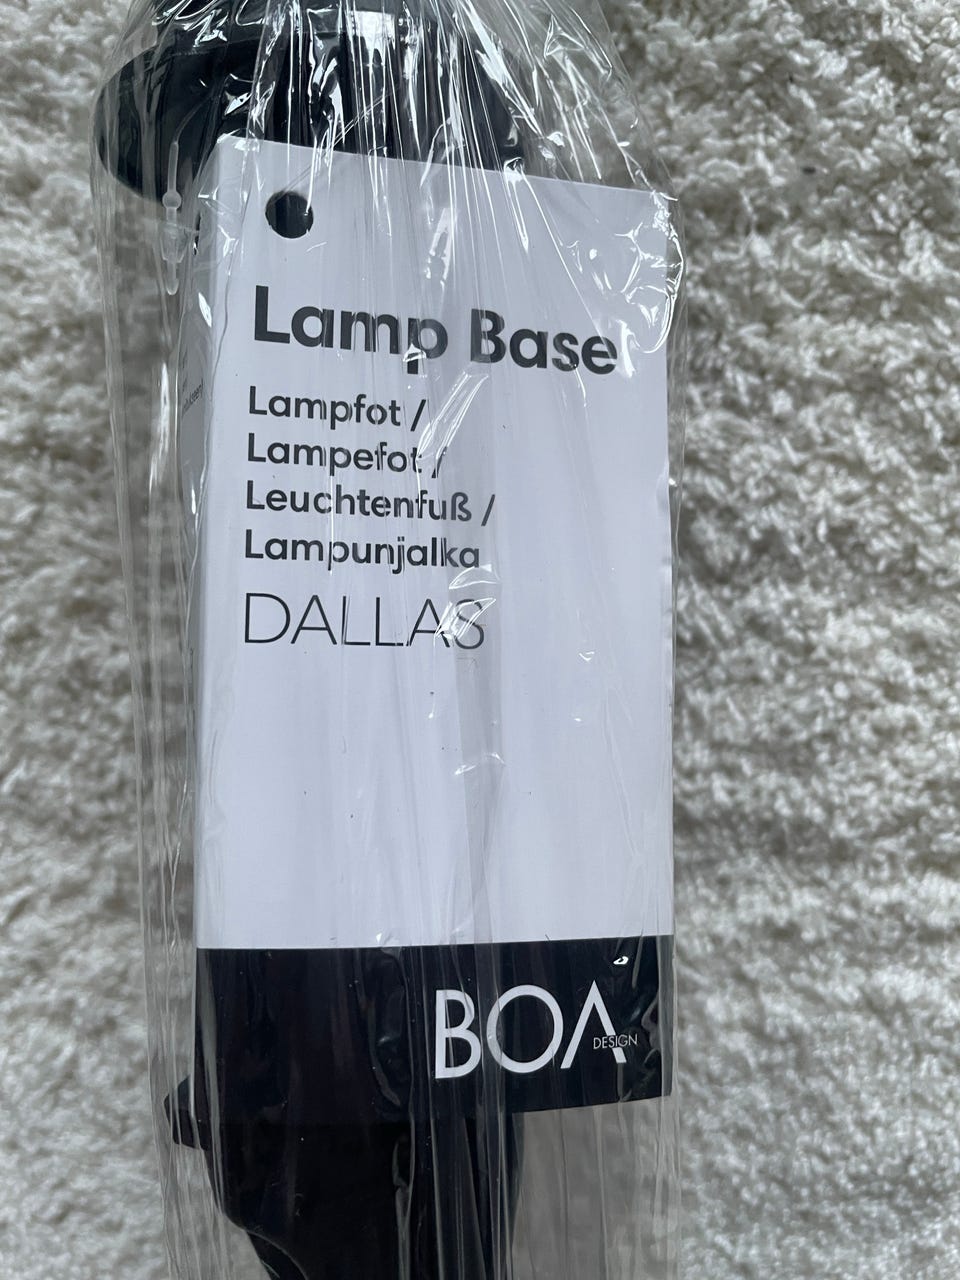 Lamp Base
Lampfot /
Lampefot /
Leuchtenfuß /
Lampunjalka
DALLAS
BOA
DESIGN